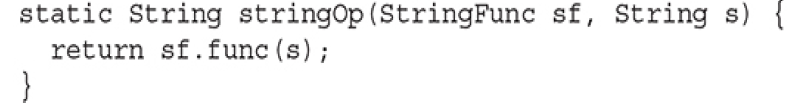 static String stringOp(StringFunc sf, String s) {
  return sf.func(s);
}